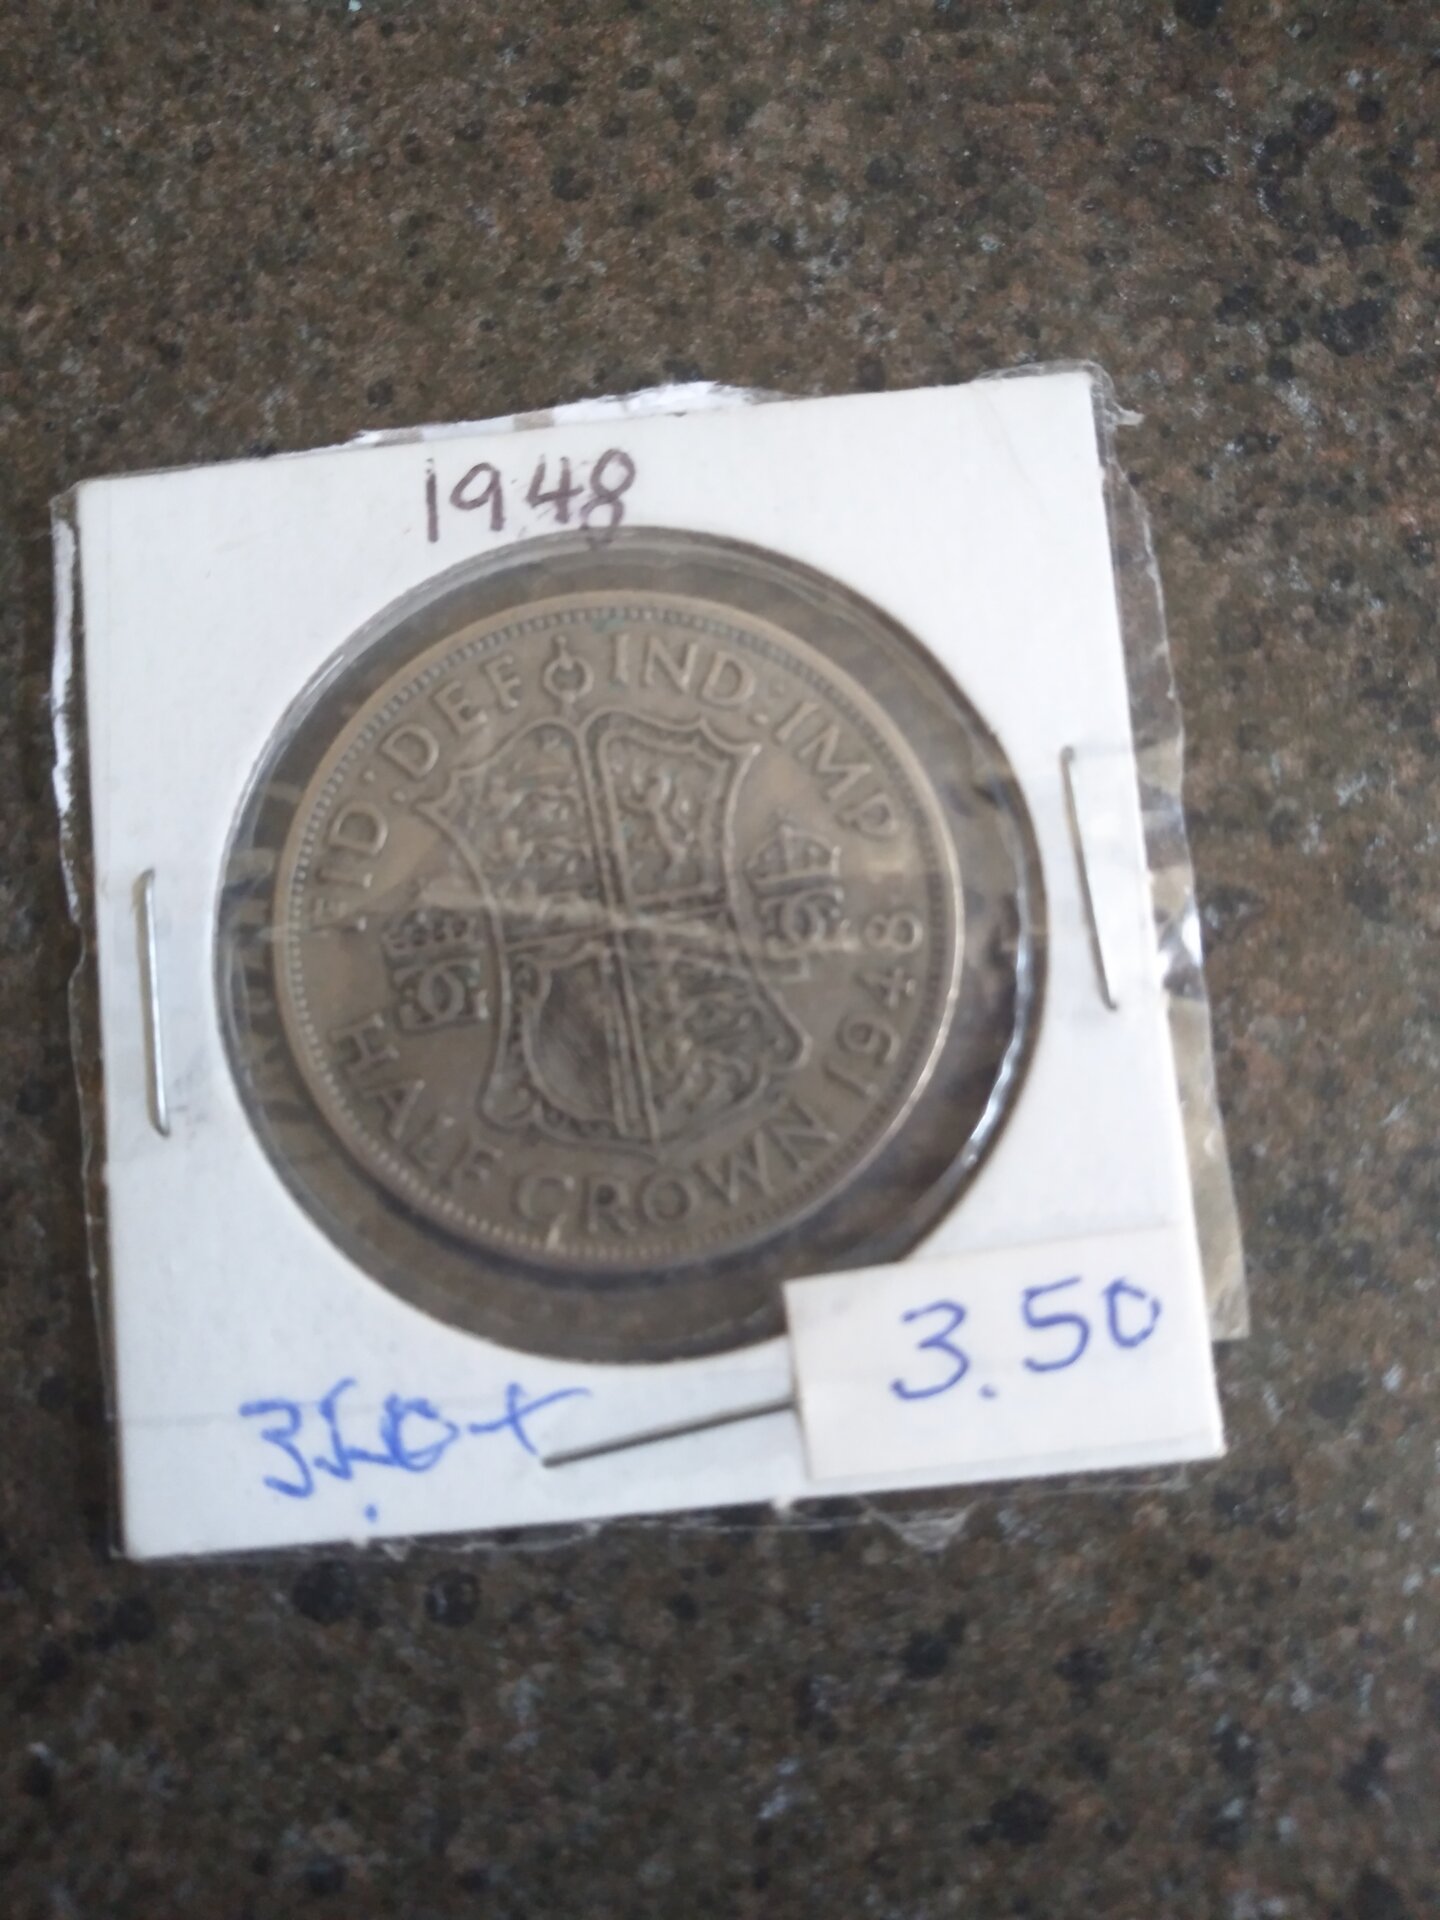 1948
FID: DEF IND: IMP
HALF CROWN 1948
3.50